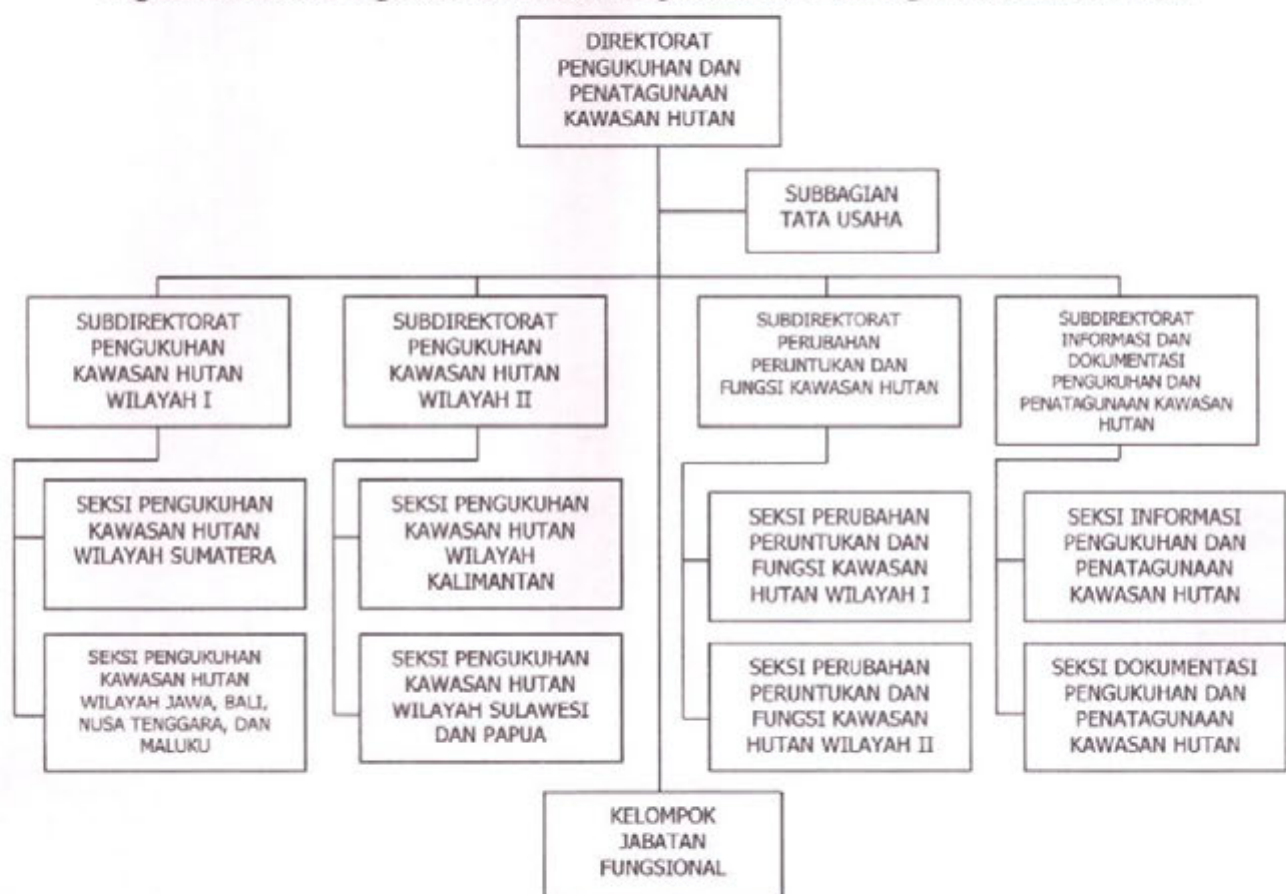 DIREKTORAT
PENGUKUHAN DAN
PENATAGUNAAN
KAWASAN HUTAN
SUBBAGIAN
TATA USAHA
SUBDIREKTORAT
PENGUKUHAN
KAWASAN HUTAN
WILAYAH I
SUBDIREKTORAT
PENGUKUHAN
KAWASAN HUTAN
WILAYAH II
SUBDIREKTORAT
PERUBAHAN
PERUNTUKAN DAN
FUNGSI KAWASAN HUTAN
SUBDIREKTORAT
INFORMASI DAN
DOKUMENTASI
PENGUKUHAN DAN
PENATAGUNAAN KAWASAN
HUTAN
SEKSI PENGUKUHAN
KAWASAN HUTAN
WILAYAH SUMATERA
SEKSI PENGUKUHAN
KAWASAN HUTAN
WILAYAH
KALIMANTAN
SEKSI PERUBAHAN
PERUNTUKAN DAN
FUNGSI KAWASAN
HUTAN WILAYAH I
SEKSI INFORMASI
PENGUKUHAN DAN
PENATAGUNAAN
KAWASAN HUTAN
SEKSI PENGUKUHAN
KAWASAN HUTAN
WILAYAH JAWA, BALI,
NUSA TENGGARA, DAN
MALUKU
SEKSI PENGUKUHAN
KAWASAN HUTAN
WILAYAH SULAWESI
DAN PAPUA
SEKSI PERUBAHAN
PERUNTUKAN DAN
FUNGSI KAWASAN
HUTAN WILAYAH II
SEKSI DOKUMENTASI
PENGUKUHAN DAN
PENATAGUNAAN
KAWASAN HUTAN
KELOMPOK
JABATAN
FUNGSIONAL